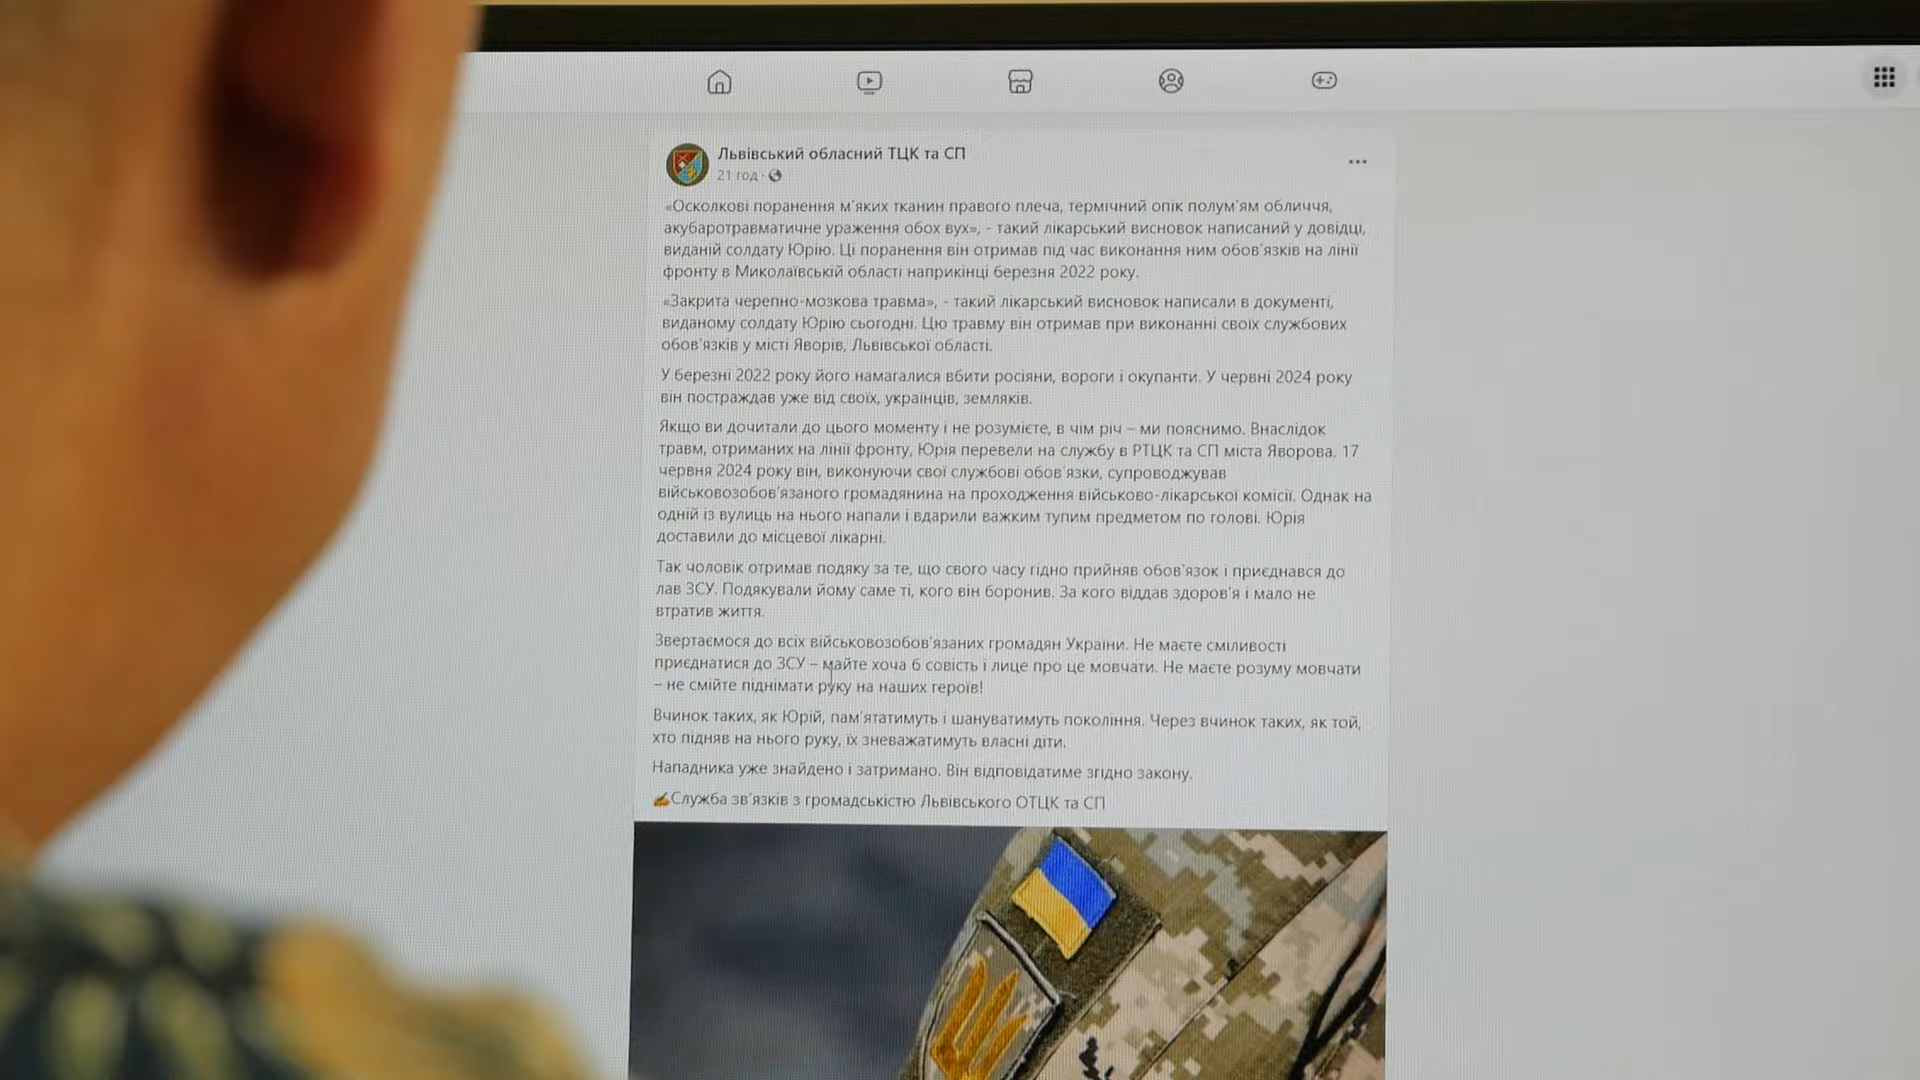 Львівський обласний ТЦК та СП
21 год ·
«Осколкові поранення м'яких тканин правого плеча, термічний опік полум'ям обличчя,
акубаротравматичне ураження обох вух», - такий лікарський висновок написаний у довідці,
виданій солдату Юрію. Ці поранення він отримав під час виконання ним обов'язків на лінії
фронту в Миколаївській області наприкінці березня 2022 року.
«Закрита черепно-мозкова травма», - такий лікарський висновок написали в документі,
виданому солдату Юрію сьогодні. Цю травму він отримав при виконанні своїх службових
обов'язків у місті Яворів, Львівської області.
У березні 2022 року його намагалися вбити росіяни, вороги і окупанти. У червні 2024 року
він постраждав уже від своїх, українців, земляків.
Якщо ви дочитали до цього моменту і не розумієте, в чім річ – ми пояснимо. Внаслідок
травм, отриманих на лінії фронту, Юрія перевели на службу в РТЦК та СП міста Яворова. 17
червня 2024 року він, виконуючи свої службові обов'язки, супроводжував
військовозобов'язаного громадянина на проходження військово-лікарської комісії. Однак на
одній із вулиць на нього напали і вдарили важким тупим предметом по голові. Юрія
доставили до місцевої лікарні.
Так чоловік отримав подяку за те, що свого часу гідно прийняв обов'язок і приєднався до
лав ЗСУ. Подякували йому саме ті, кого він боронив. За кого віддав здоров'я і мало не
втратив життя.
Звертаємося до всіх військовозобов'язаних громадян України. Не маєте сміливості
приєднатися до ЗСУ – майте хоча б совість і лице про це мовчати. Не маєте розуму мовчати
– не смійте піднімати руку на наших героїв!
Вчинок таких, як Юрій, пам'ятатимуть і шануватимуть покоління. Через вчинок таких, як той,
хто підняв на нього руку, їх зневажатимуть власні діти.
Нападника уже знайдено і затримано. Він відповідатиме згідно закону.
✍Служба зв'язків з громадськістю Львівського ОТЦК та СП